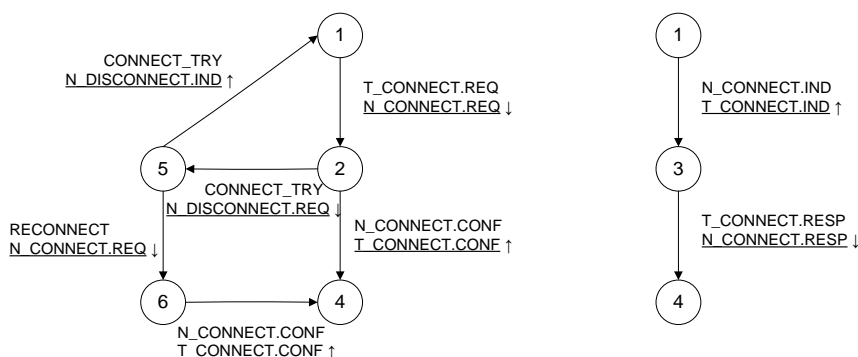 1
CONNECT_TRY
N_DISCONNECT.IND ↑
T_CONNECT.REQ
N_CONNECT.REQ ↓
5
2
CONNECT_TRY
N_DISCONNECT.REQ ↓
RECONNECT
N_CONNECT.REQ ↓
N_CONNECT.CONF
T_CONNECT.CONF ↑
6
4
N_CONNECT.CONF
T_CONNECT.CONF ↑
1
N_CONNECT.IND
T_CONNECT.IND ↑
3
T_CONNECT.RESP
N_CONNECT.RESP ↓
4